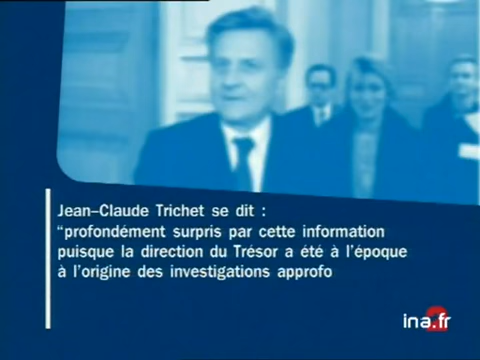 Jean–Claude Trichet se dit :
“profondément surpris par cette information
puisque la direction du Trésor a été à l’époque
à l’origine des investigations approfo
ina.fr
2